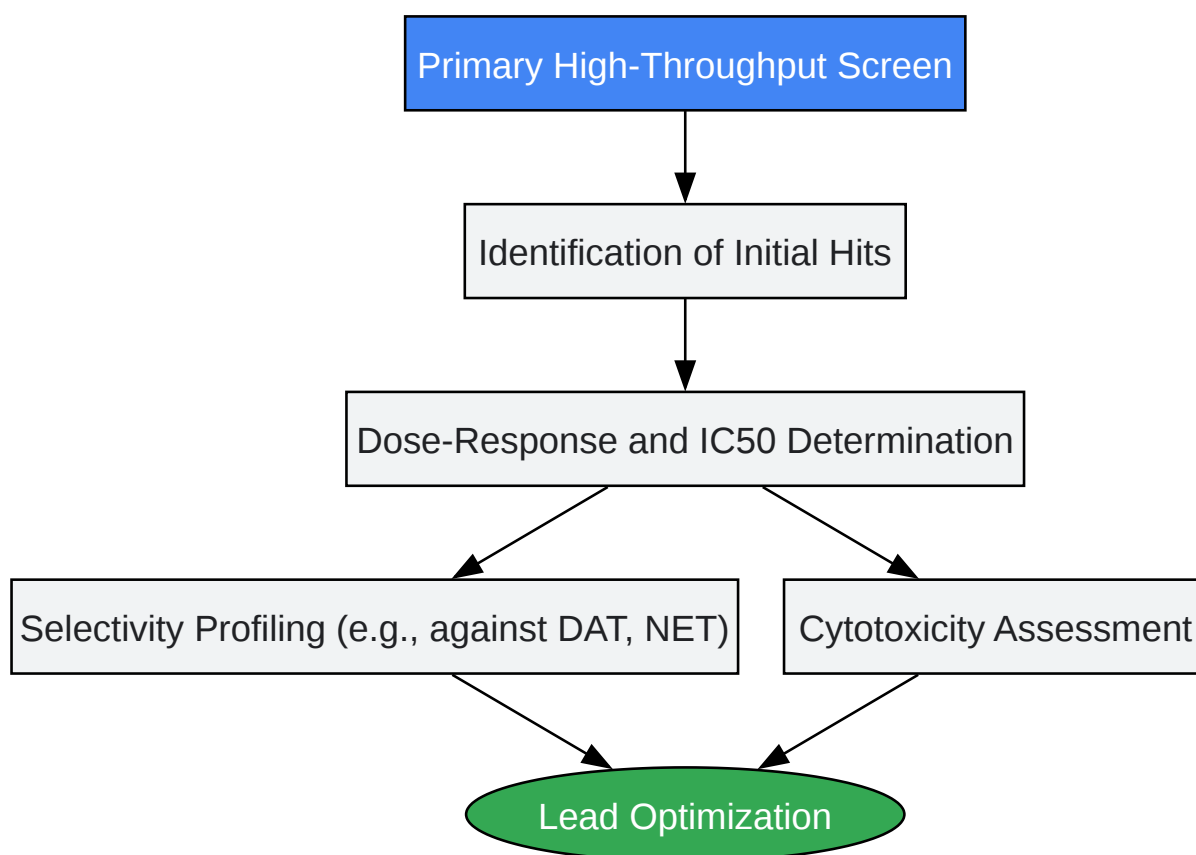 Primary High-Throughput Screen
Identification of Initial Hits
Dose-Response and IC50 Determination
Selectivity Profiling (e.g., against DAT, NET)
Cytotoxicity Assessment
Lead Optimization